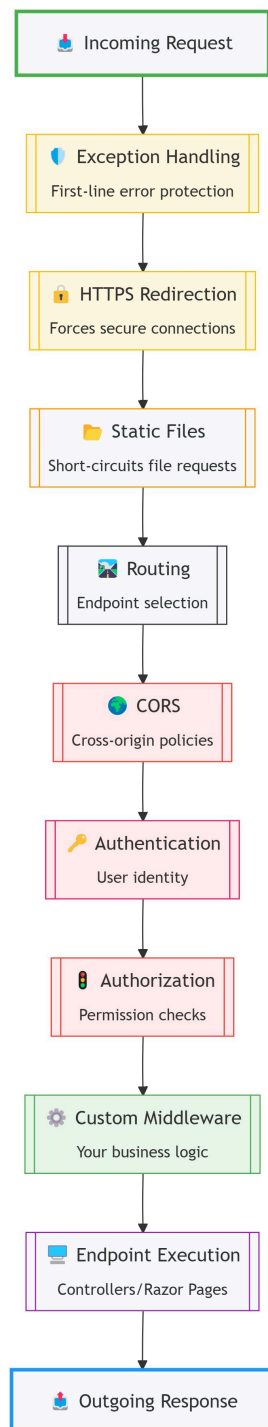 Incoming Request
Exception Handling
First-line error protection
HTTPS Redirection
Forces secure connections
Static Files
Short-circuits file requests
Routing
Endpoint selection
CORS
Cross-origin policies
Authentication
User identity
Authorization
Permission checks
Custom Middleware
Your business logic
Endpoint Execution
Controllers/Razor Pages
Outgoing Response